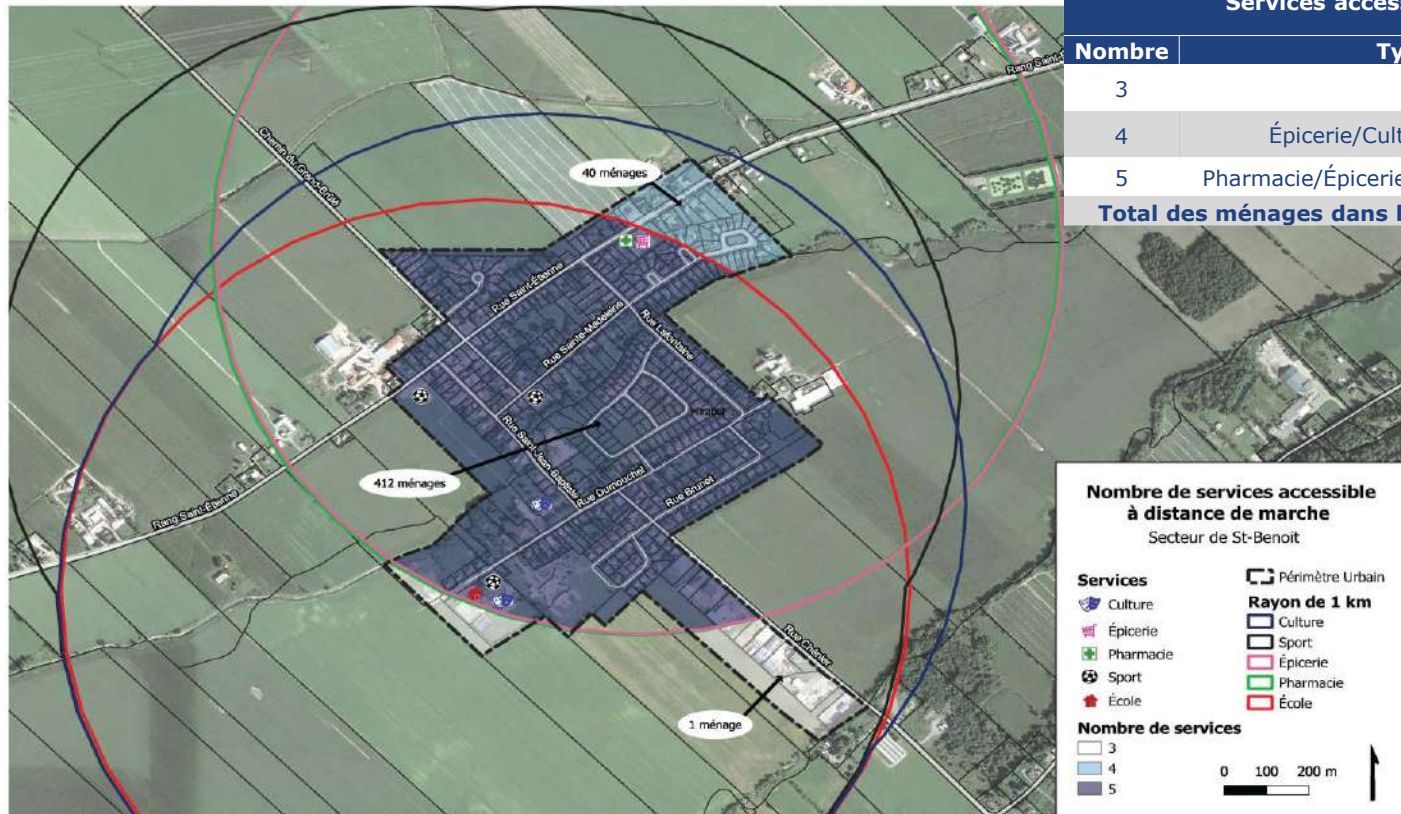 Services access
Nombre Ty
3
4 Épicerie/Cult
5 Pharmacie/Épicerie
Total des ménages dans l
Rang Saint-É
Chemin du Grand-Brûlé
40 ménages
Rue Saint-Étienne
Rue Sainte-Madeleine
Rue Lafontaine
Mirabel
412 ménages
Rue Saint-Jean-Baptiste
Rue Dumouchel
Rue Brunet
Rang Saint-Étienne
Rue Chénier
1 ménage
Nombre de services accessible
à distance de marche
Secteur de St-Benoit
Services
Culture
Épicerie
Pharmacie
Sport
École
Périmètre Urbain
Rayon de 1 km
Culture
Sport
Épicerie
Pharmacie
École
Nombre de services
3
4
5
0 100 200 m